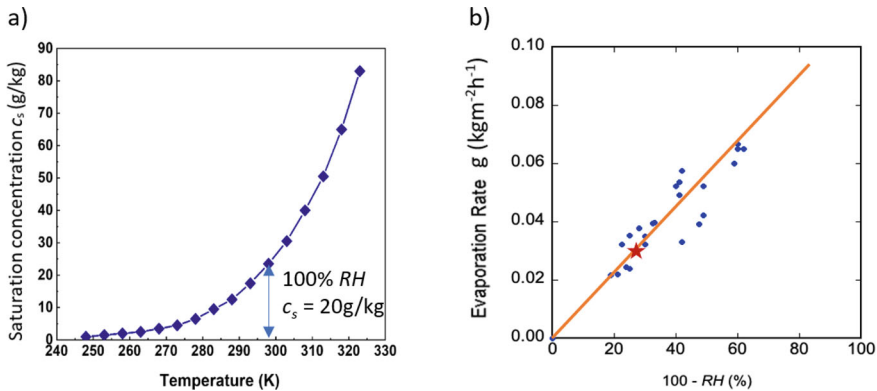 a)
Saturation concentration cs (g/kg)
90
80
70
60
50
40
30
20
10
0
240 250 260 270 280 290 300 310 320 330
Temperature (K)
100% RH
cs = 20g/kg
b)
Evaporation Rate g (kgm-2h-1)
0.10
0.08
0.06
0.04
0.02
0.00
0 20 40 60 80 100
100 - RH (%)